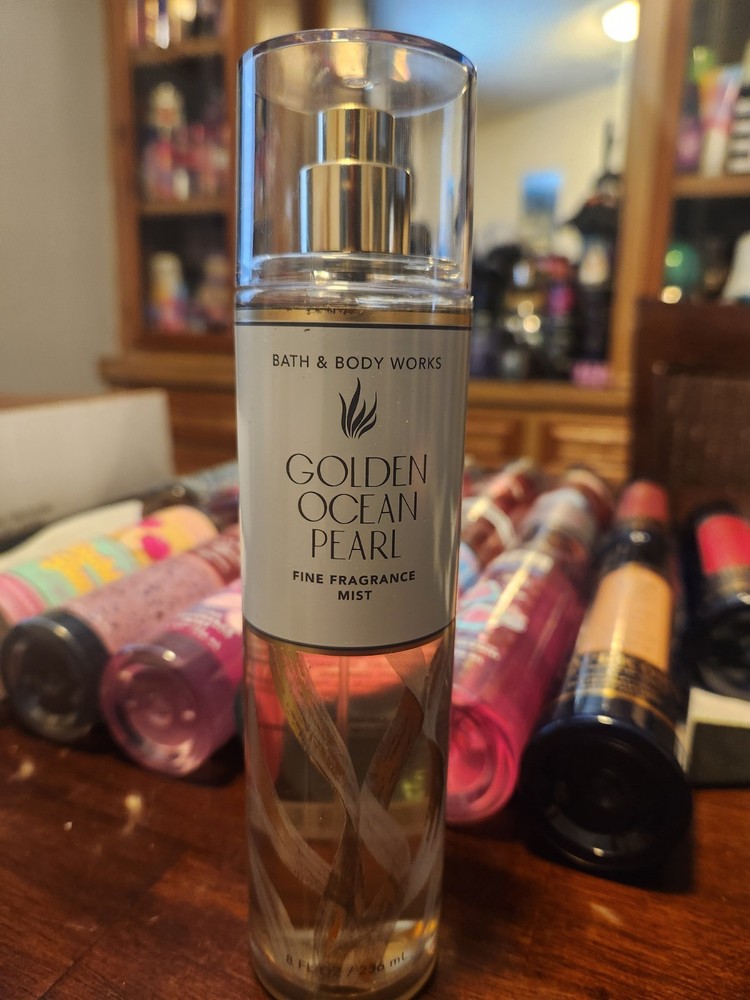 BATH & BODY WORKS
GOLDEN
OCEAN
PEARL
FINE FRAGRANCE
MIST
8 FL OZ / 236 mL